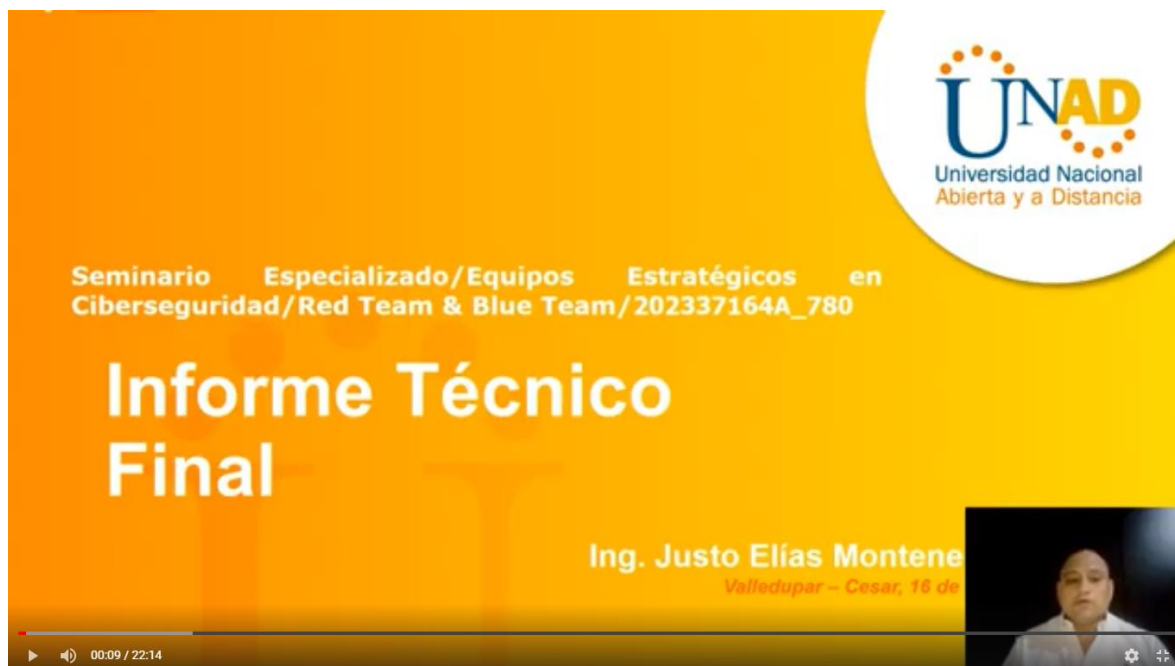 UNAD
Universidad Nacional
Abierta y a Distancia
Seminario Especializado/Equipos Estratégicos en
Ciberseguridad/Red Team & Blue Team/202337164A_780
Informe Técnico
Final
Ing. Justo Elías Montene
Valledupar – Cesar, 16 de
00:09 / 22:14